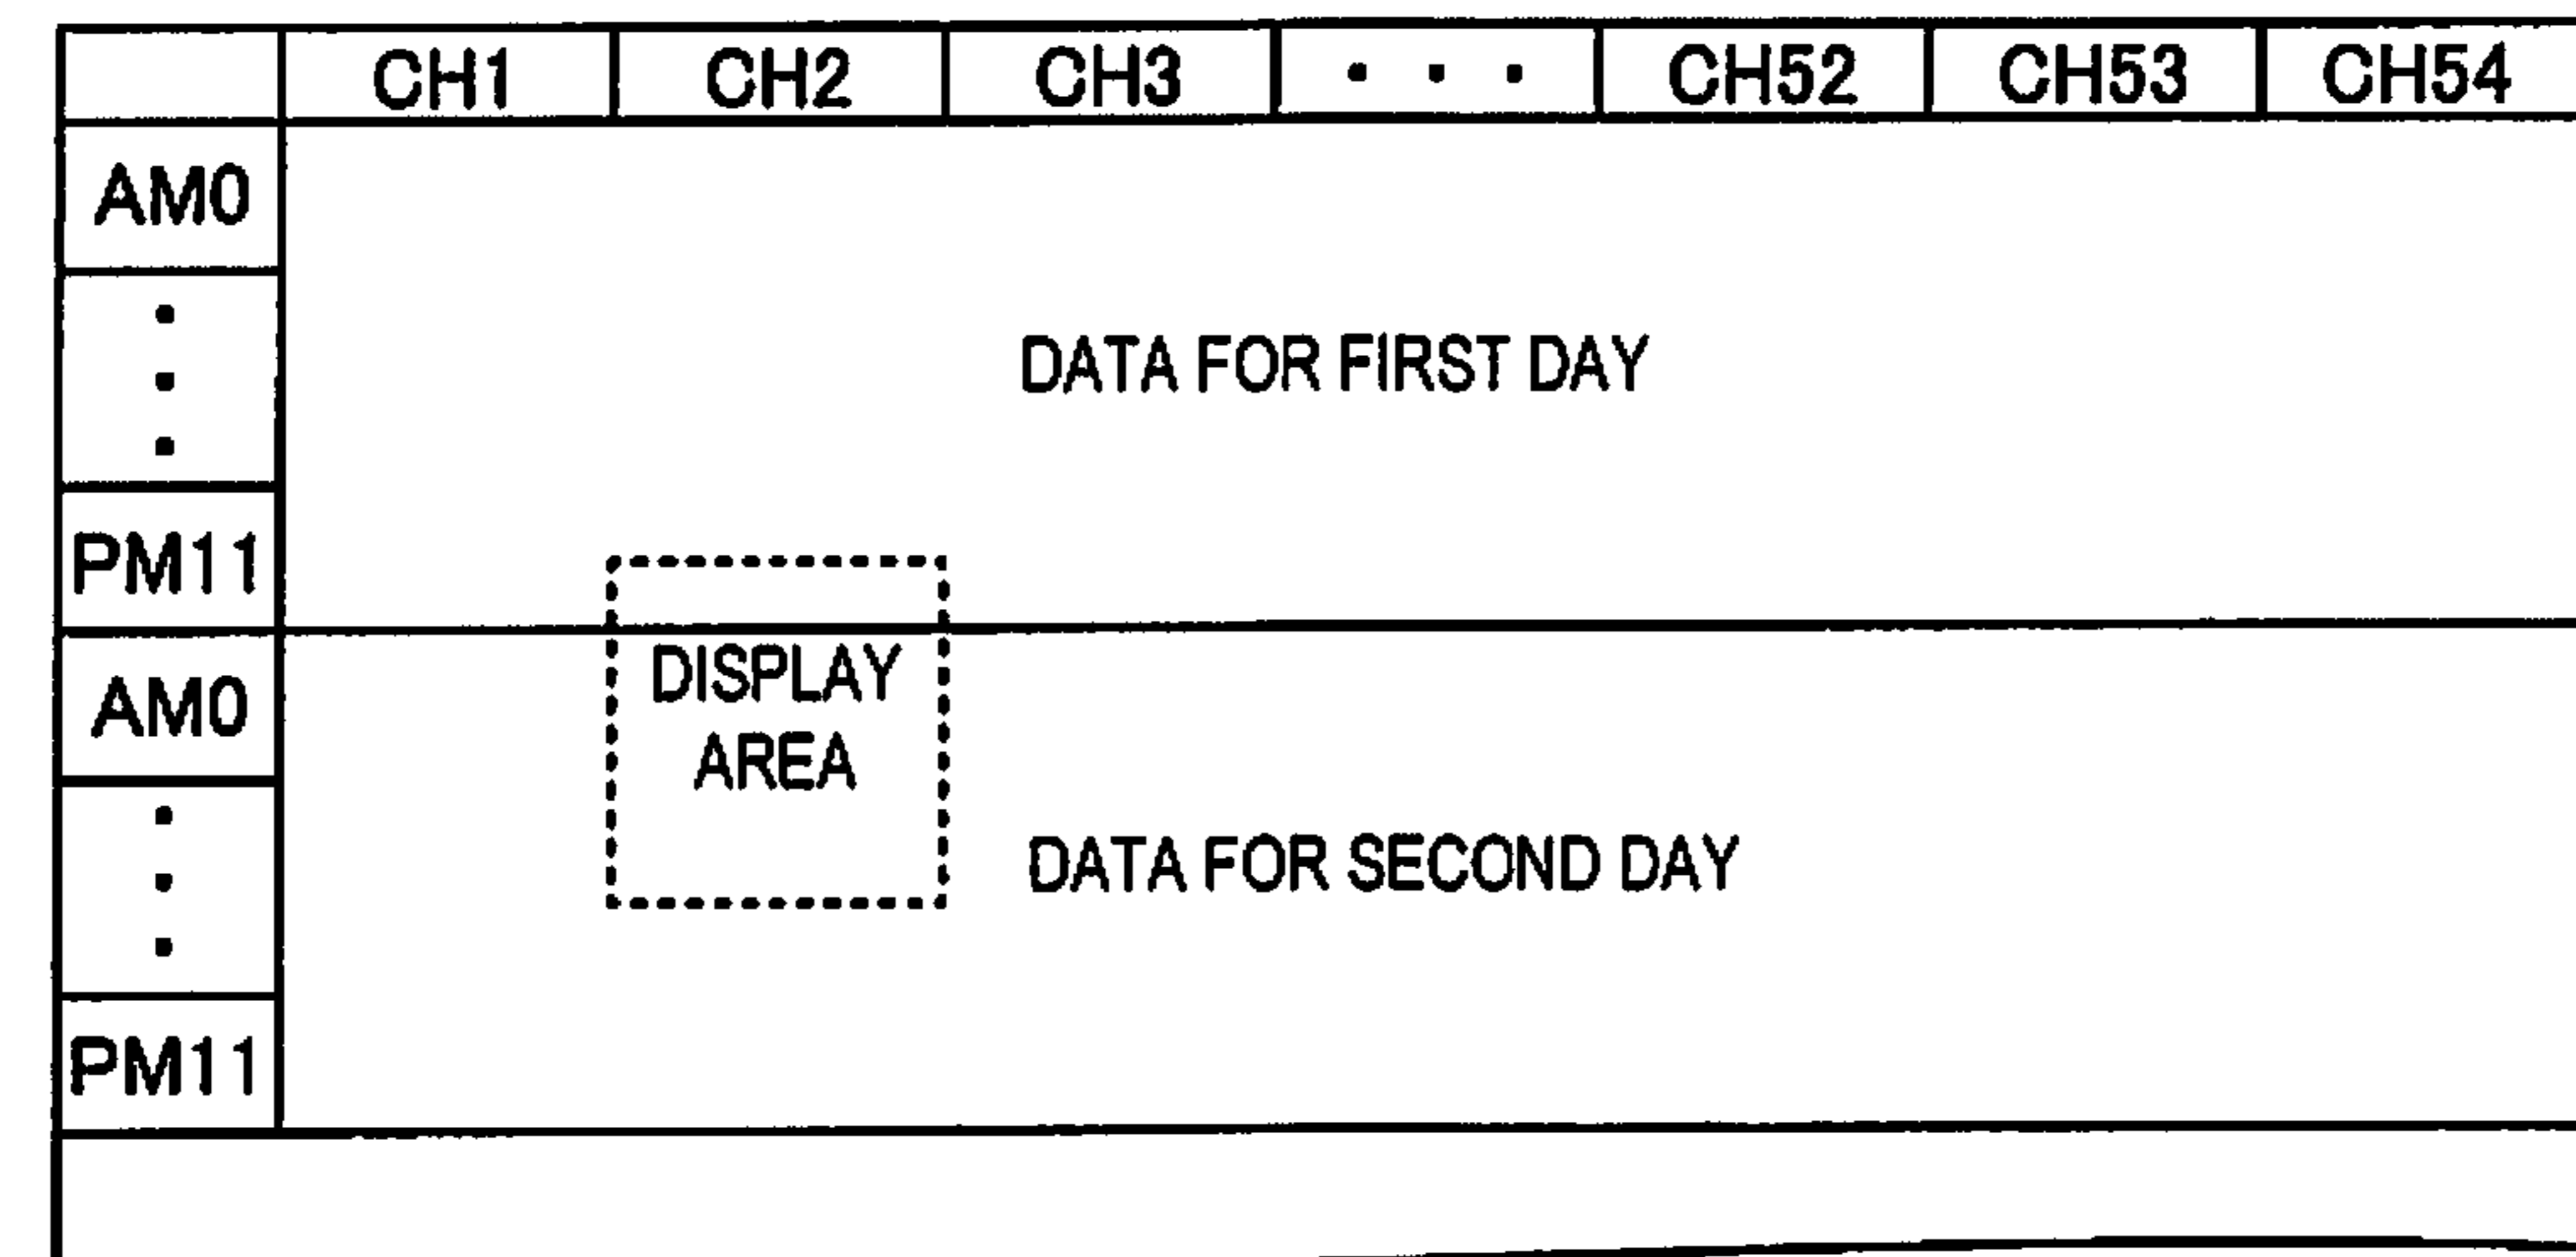 CH1 CH2 CH3 · · · CH52 CH53 CH54
AM0
·
·
·
DATA FOR FIRST DAY
PM11
AM0
DISPLAY
AREA
·
·
·
DATA FOR SECOND DAY
PM11